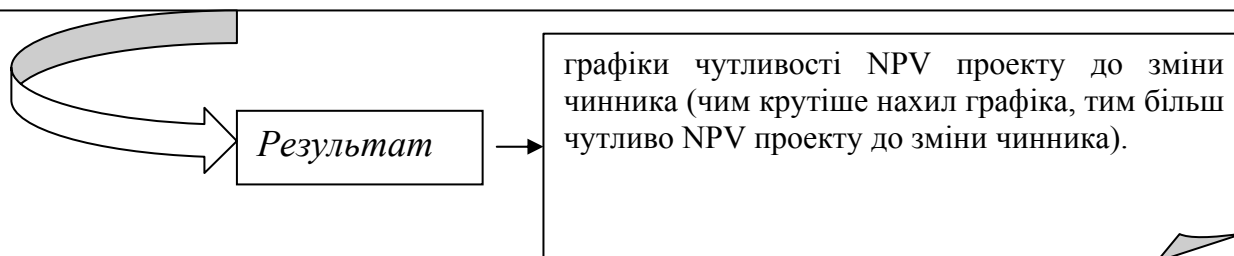 Результат
графіки чутливості NPV проекту до зміни
чинника (чим крутіше нахил графіка, тим більш
чутливо NPV проекту до зміни чинника).